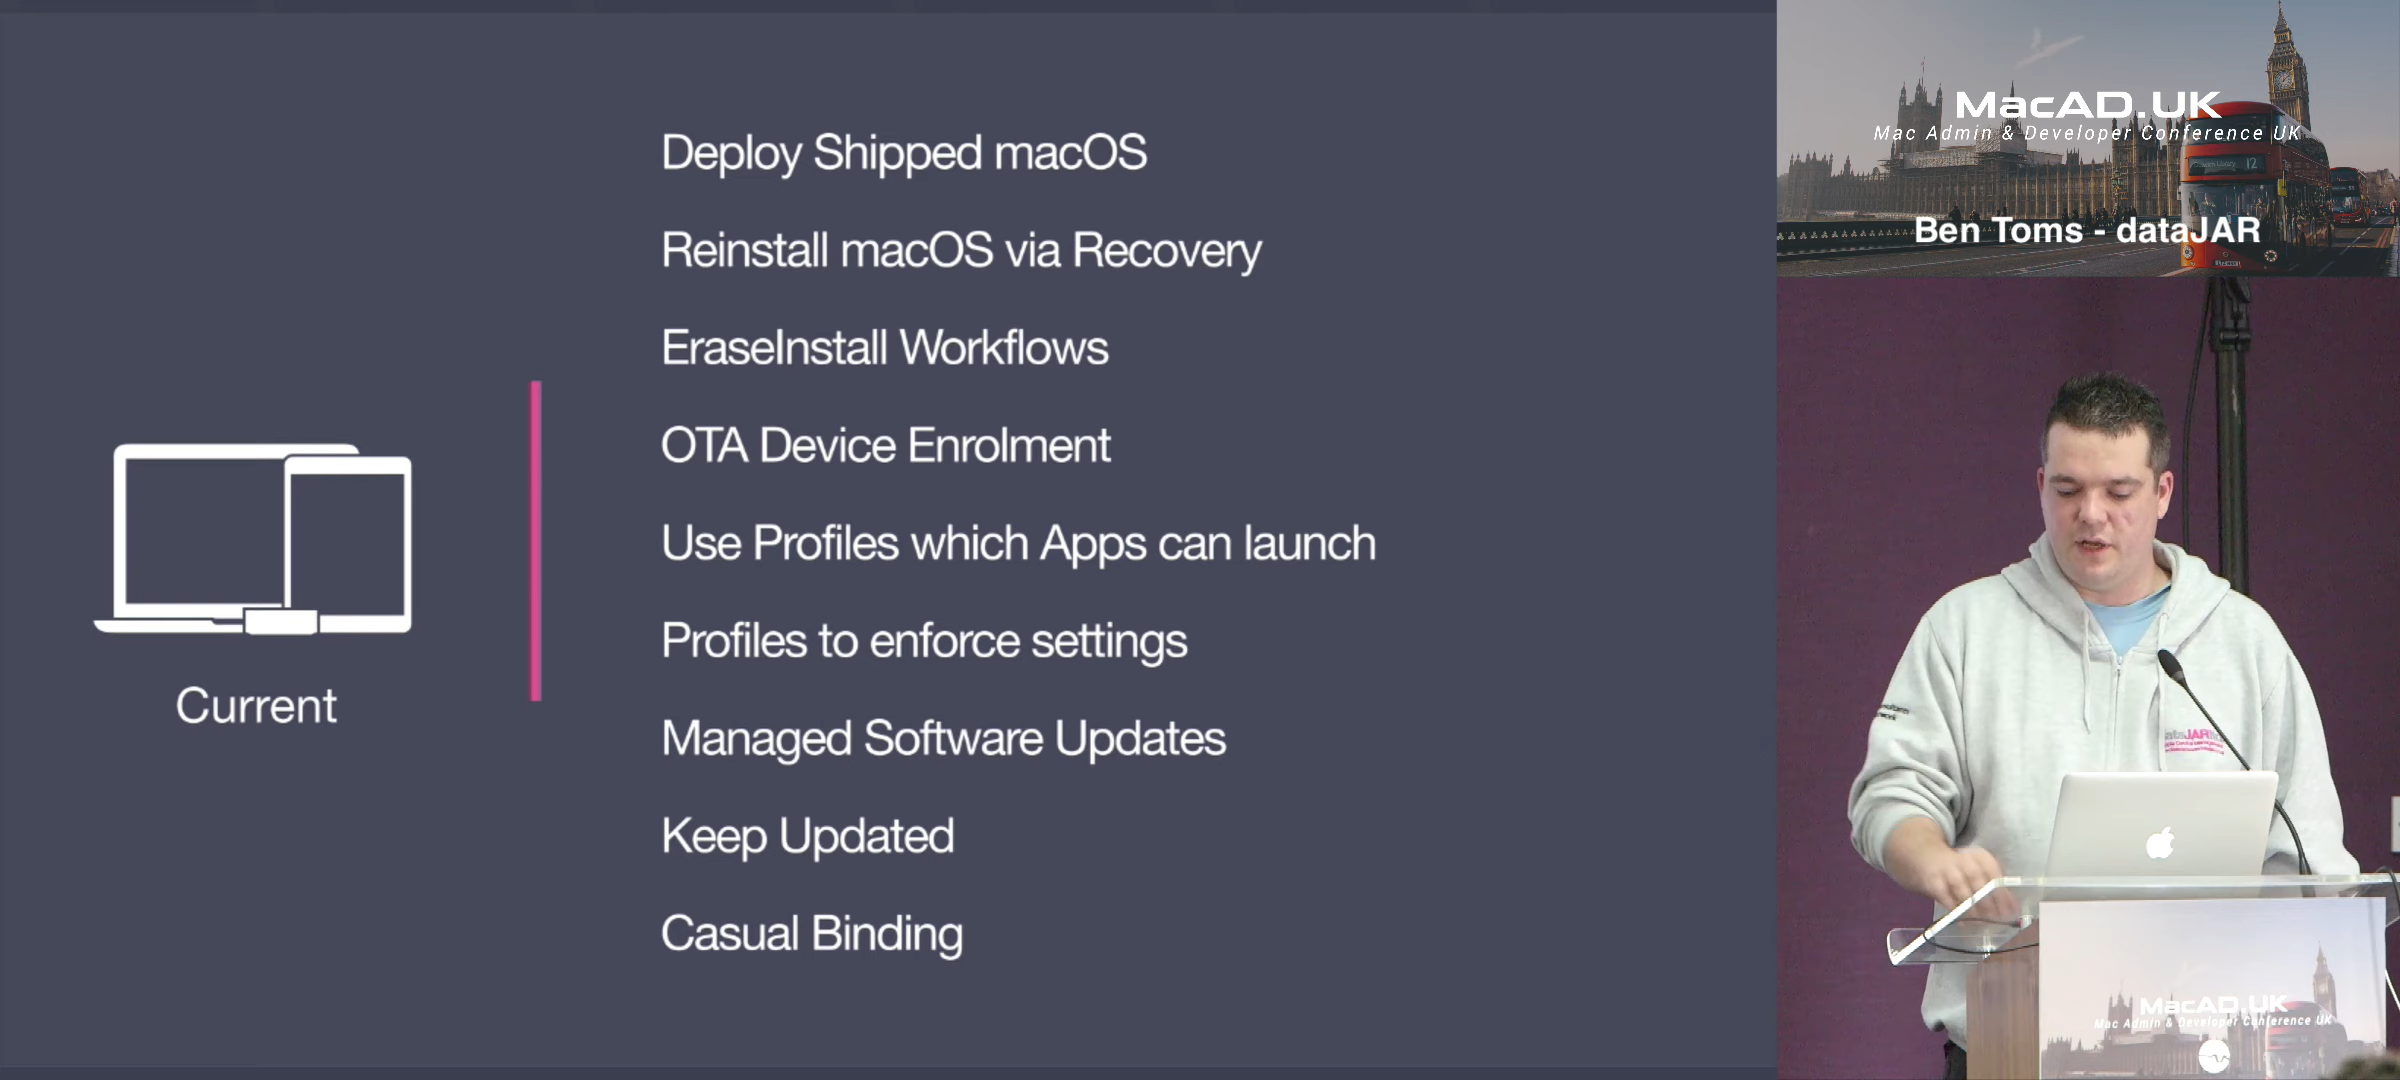 Deploy Shipped macOS
Reinstall macOS via Recovery
EraseInstall Workflows
OTA Device Enrolment
Use Profiles which Apps can launch
Profiles to enforce settings
Managed Software Updates
Keep Updated
Casual Binding
Current
MacAD.UK
Mac Admin & Developer Conference UK
12
Ben Toms - dataJAR
MacAD.UK
Mac Admin & Developer Conference UK